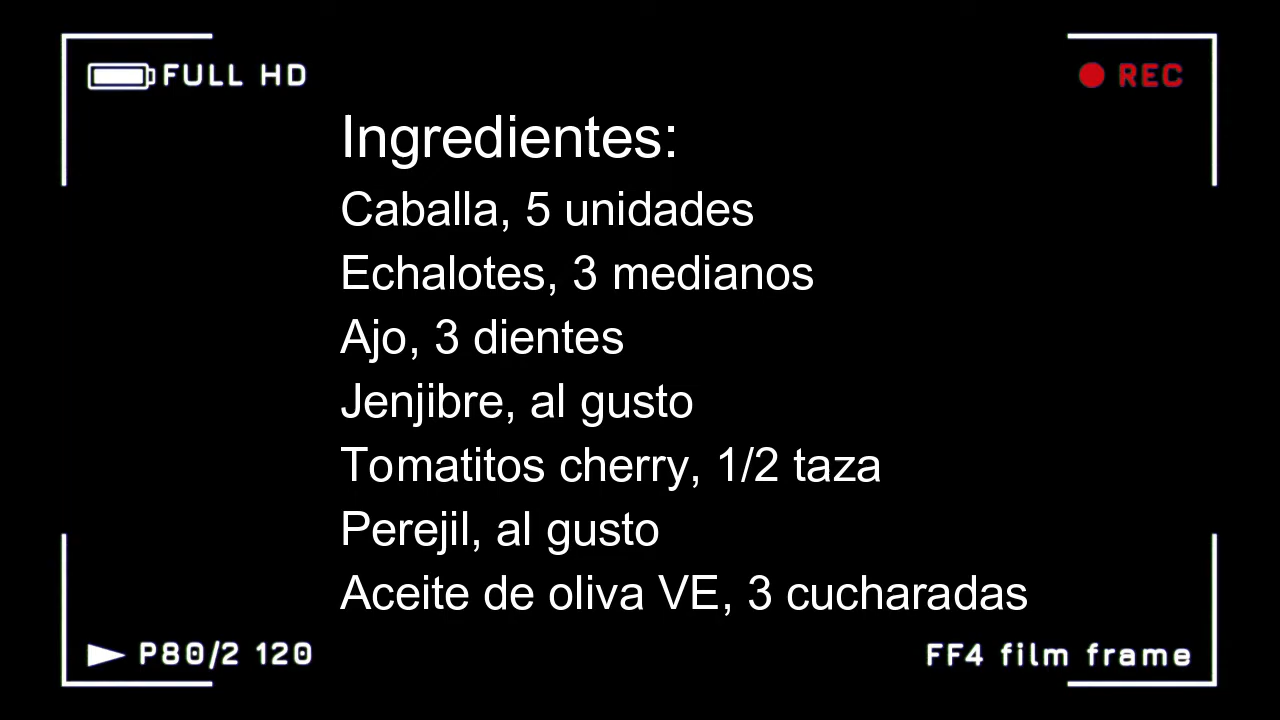 FULL HD
REC
Ingredientes:
Caballa, 5 unidades
Echalotes, 3 medianos
Ajo, 3 dientes
Jenjibre, al gusto
Tomatitos cherry, 1/2 taza
Perejil, al gusto
Aceite de oliva VE, 3 cucharadas
P80/2 120
FF4 film frame